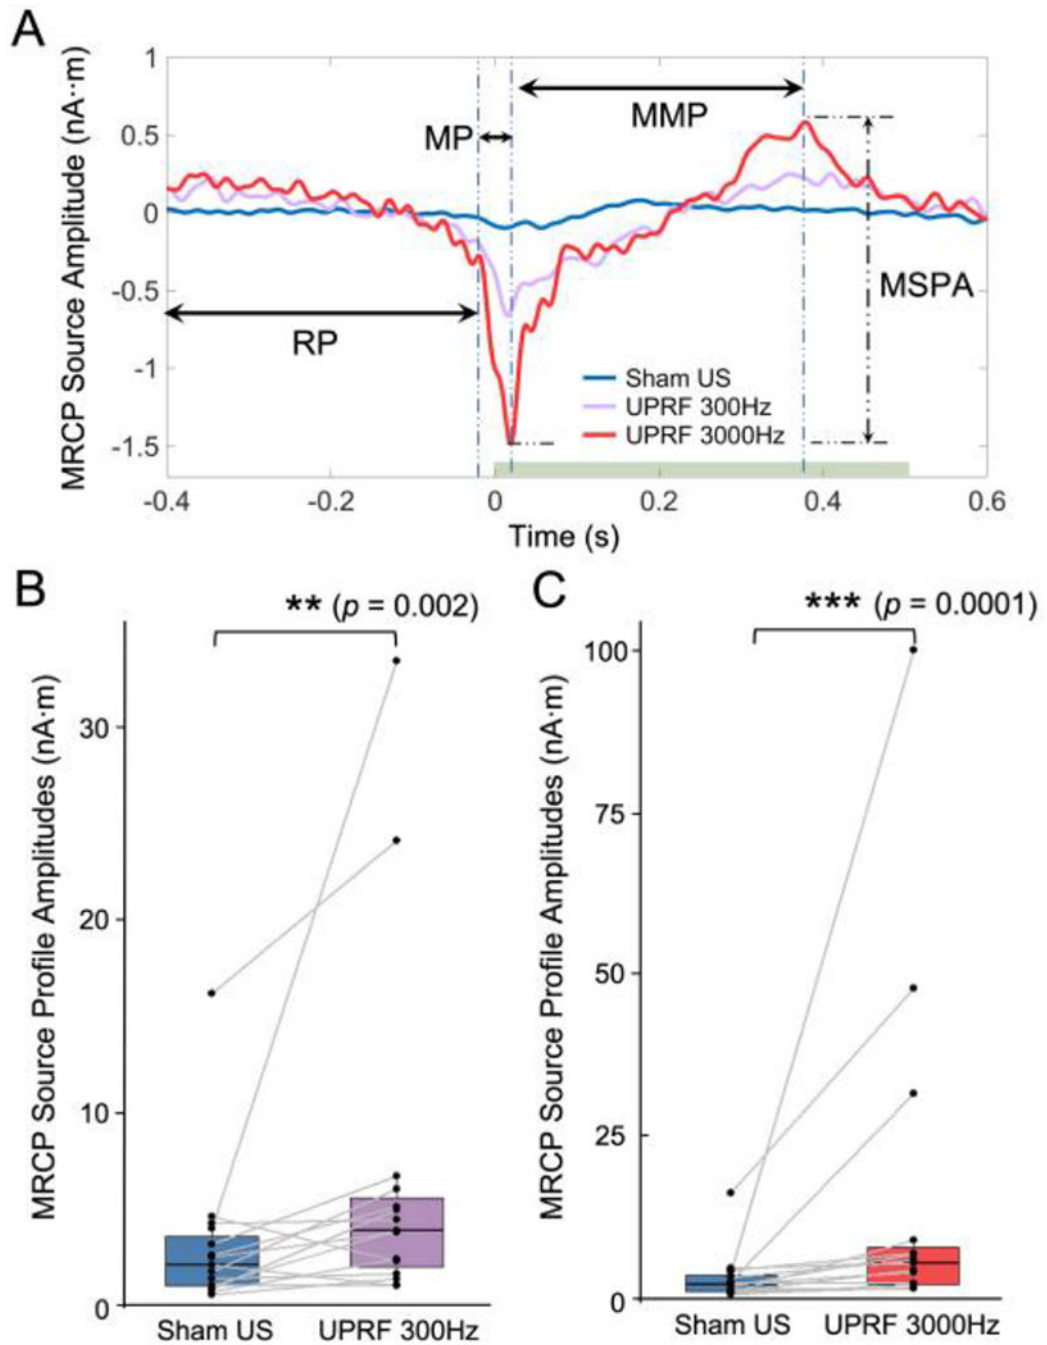 A
MRCP Source Amplitude (nA··m)
1
0.5
0
-0.5
-1
-1.5
MP
MMP
MSPA
RP
Sham US
UPRF 300Hz
UPRF 3000Hz
-0.4
-0.2
0
0.2
0.4
0.6
Time (s)
B
** (p = 0.002)
MRCP Source Profile Amplitudes (nA·m)
30
20
10
0
Sham US
UPRF 300Hz
C
*** (p = 0.0001)
MRCP Source Profile Amplitudes (nA·m)
100
75
50
25
0
Sham US
UPRF 3000Hz